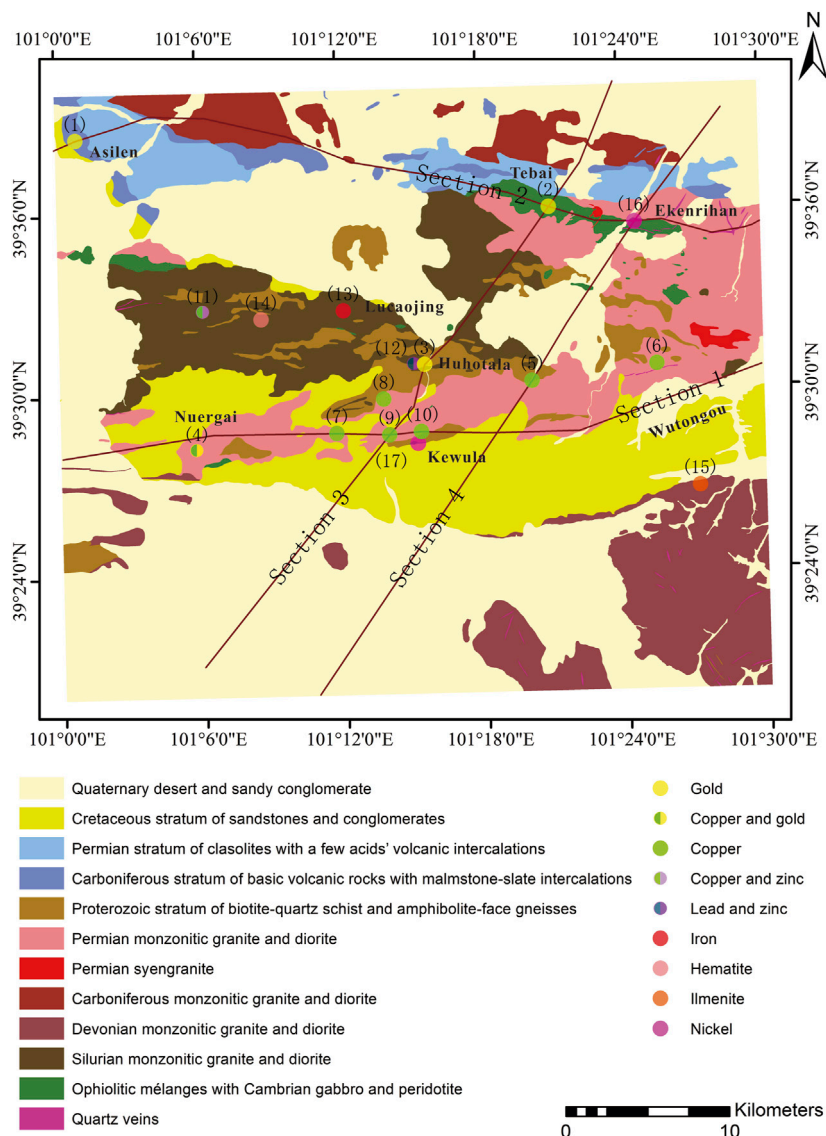 N
101°0'0"E 101°6'0"E 101°12'0"E 101°18'0"E 101°24'0"E 101°30'0"E
(1)
Asilen
Tebai
(2)
Section 2
(16)
Ekenrihan
39°36'0"N
39°36'0"N
(11)
(14)
(13)
Lucaojing
(12)
(3)
Huhotala
(5)
(6)
39°30'0"N
39°30'0"N
(8)
Section 1
Nuergai
(4)
(7)
(9)
(10)
Wutongou
(17)
Kewula
(15)
Section 3
Section 4
39°24'0"N
39°24'0"N
101°0'0"E 101°6'0"E 101°12'0"E 101°18'0"E 101°24'0"E 101°30'0"E
Quaternary desert and sandy conglomerate
Cretaceous stratum of sandstones and conglomerates
Permian stratum of clasolites with a few acids' volcanic intercalations
Carboniferous stratum of basic volcanic rocks with malmstone-slate intercalations
Proterozoic stratum of biotite-quartz schist and amphibolite-face gneisses
Permian monzonitic granite and diorite
Permian syengranite
Carboniferous monzonitic granite and diorite
Devonian monzonitic granite and diorite
Silurian monzonitic granite and diorite
Ophiolitic mélanges with Cambrian gabbro and peridotite
Quartz veins
Gold
Copper and gold
Copper
Copper and zinc
Lead and zinc
Iron
Hematite
Ilmenite
Nickel
Kilometers
0 10